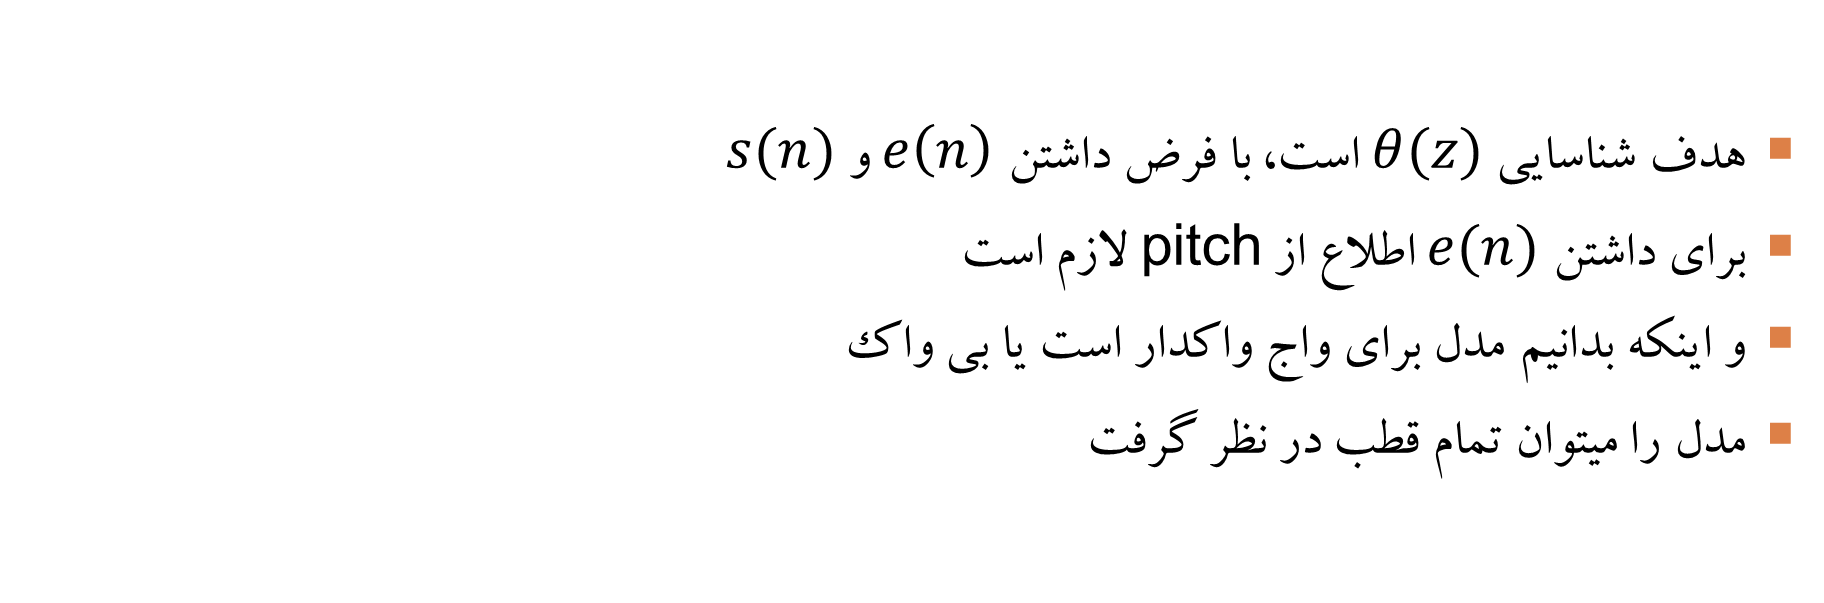 هدف شناسایی θ(z) است، با فرض داشتن e(n) و s(n)
برای داشتن e(n) اطلاع از pitch لازم است
و اینکه بدانیم مدل برای واج واکدار است یا بی واك
مدل را میتوان تمام قطب در نظر گرفت